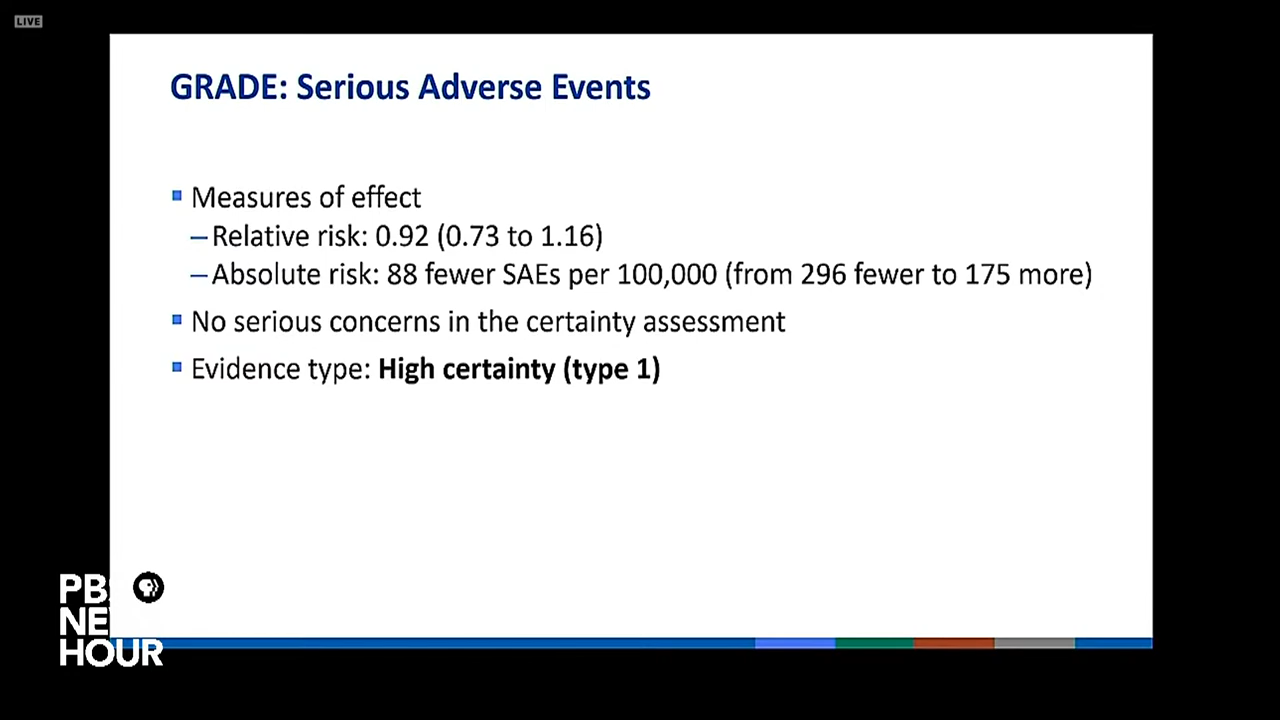 LIVE
GRADE: Serious Adverse Events
▪ Measures of effect
–Relative risk: 0.92 (0.73 to 1.16)
–Absolute risk: 88 fewer SAEs per 100,000 (from 296 fewer to 175 more)
▪ No serious concerns in the certainty assessment
▪ Evidence type: High certainty (type 1)
PB
NE
HOUR